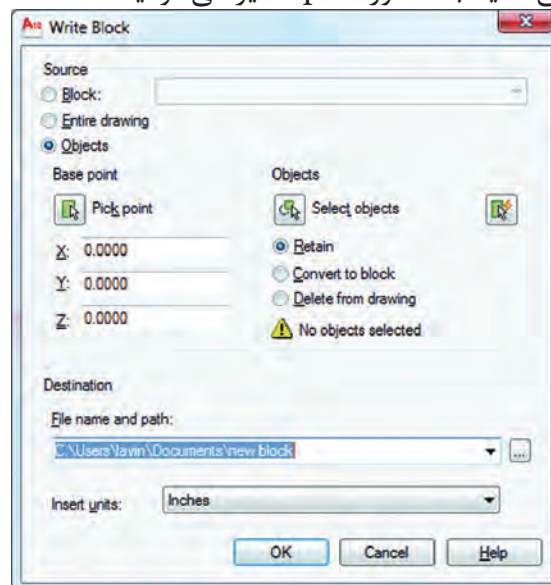 Write Block
Source
Block:
Entire drawing
Objects
Base point
Pick point
X: 0.0000
Y: 0.0000
Z: 0.0000
Objects
Select objects
Retain
Convert to block
Delete from drawing
No objects selected
Destination
File name and path:
C:\Users\lavin\Documents\new block
...
Insert units: Inches
OK Cancel Help